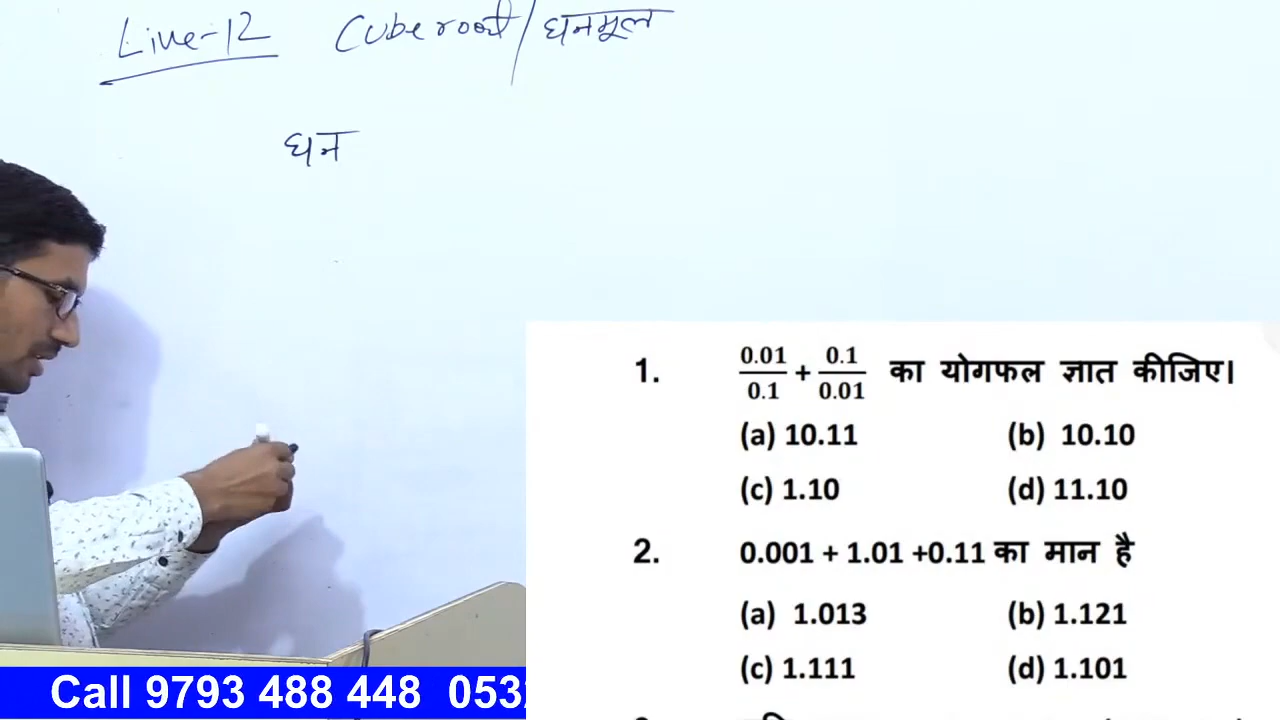 Live-12 Cube root/घनमूल
घन
1. 0.01/0.1 + 0.1/0.01 का योगफल ज्ञात कीजिए।
(a) 10.11 (b) 10.10
(c) 1.10 (d) 11.10
2. 0.001 + 1.01 +0.11 का मान है
(a) 1.013 (b) 1.121
(c) 1.111 (d) 1.101
Call 9793 488 448 053